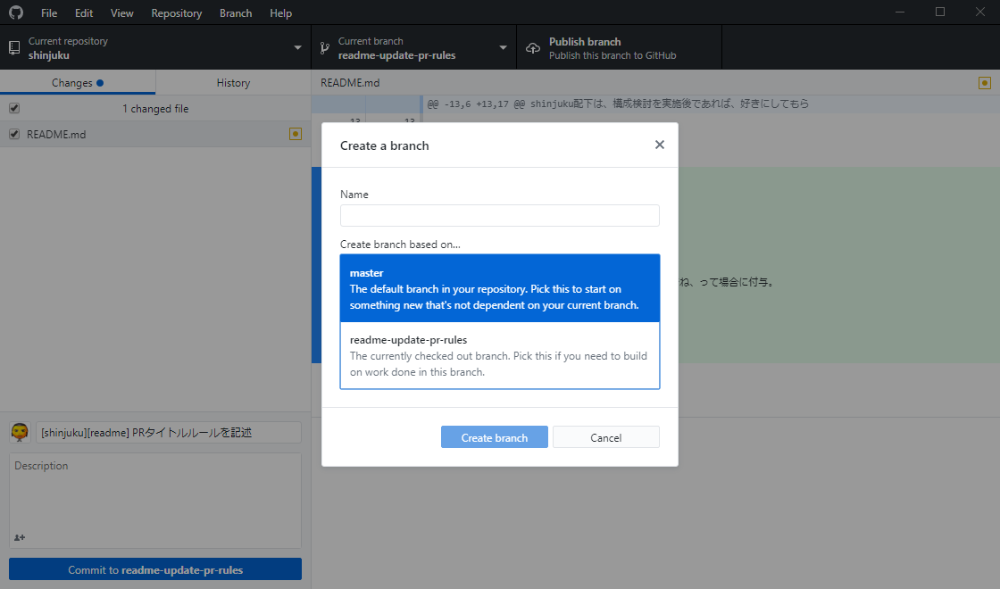 File Edit View Repository Branch Help
Current repository
shinjuku
Current branch
readme-update-pr-rules
Publish branch
Publish this branch to GitHub
Changes
History
README.md
1 changed file
README.md
@@ -13,6 +13,17 @@ shinjuku配下は、構成検討を実施後であれば、好きにしてもら
13 13
Create a branch
Name
Create branch based on...
master
The default branch in your repository. Pick this to start on
something new that's not dependent on your current branch.
readme-update-pr-rules
The currently checked out branch. Pick this if you need to build
on work done in this branch.
Create branch
Cancel
ね、って場合に付与。
[shinjuku][readme] PRタイトルルールを記述
Description
Commit to readme-update-pr-rules